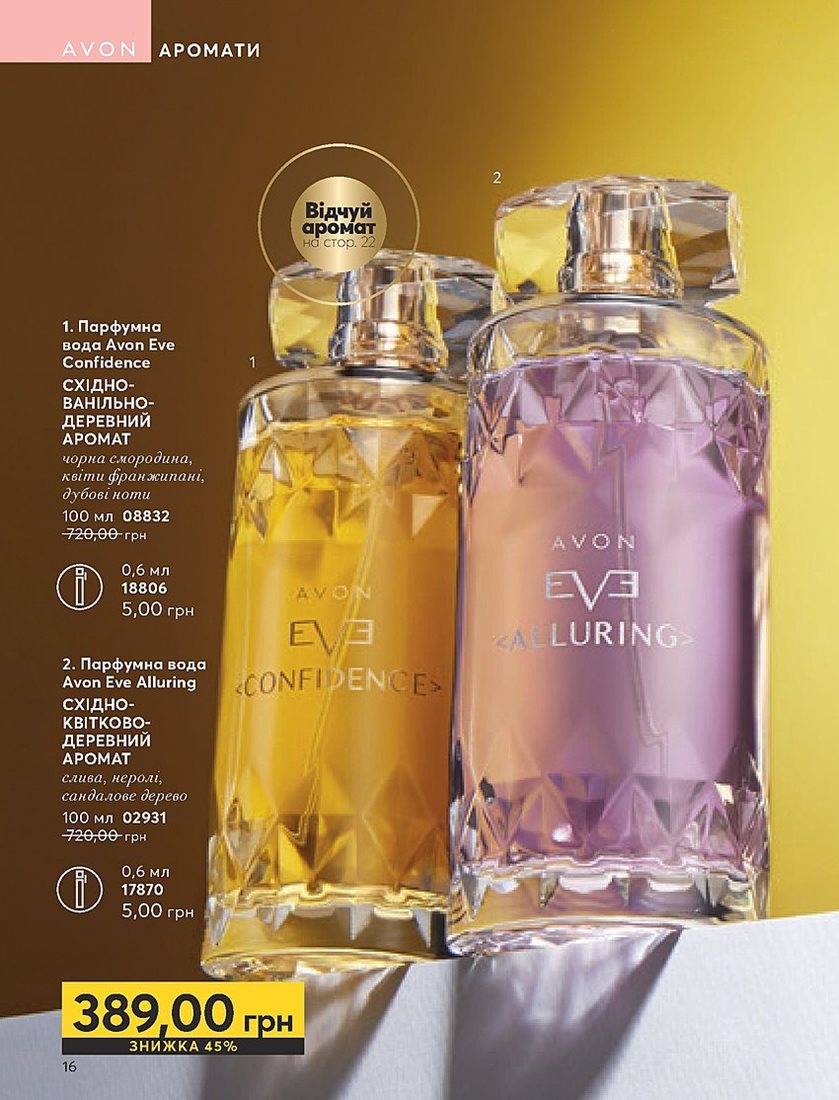 AVON АРОМАТИ
Відчуй
аромат
на стор. 22
2
1
1. Парфумна
вода Avon Eve
Confidence
СХІДНО-
ВАНІЛЬНО-
ДЕРЕВНИЙ
АРОМАТ
чорна смородина,
квіти франжипані,
дубові ноти
100 мл 08832
720,00 грн
0,6 мл
18806
5,00 грн
2. Парфумна вода
Avon Eve Alluring
СХІДНО-
КВІТКОВО-
ДЕРЕВНИЙ
АРОМАТ
слива, неролі,
сандалове дерево
100 мл 02931
720,00 грн
0,6 мл
17870
5,00 грн
AVON
EVE
<CONFIDENCE>
AVON
EVE
<ALLURING>
389,00 грн
ЗНИЖКА 45%
16